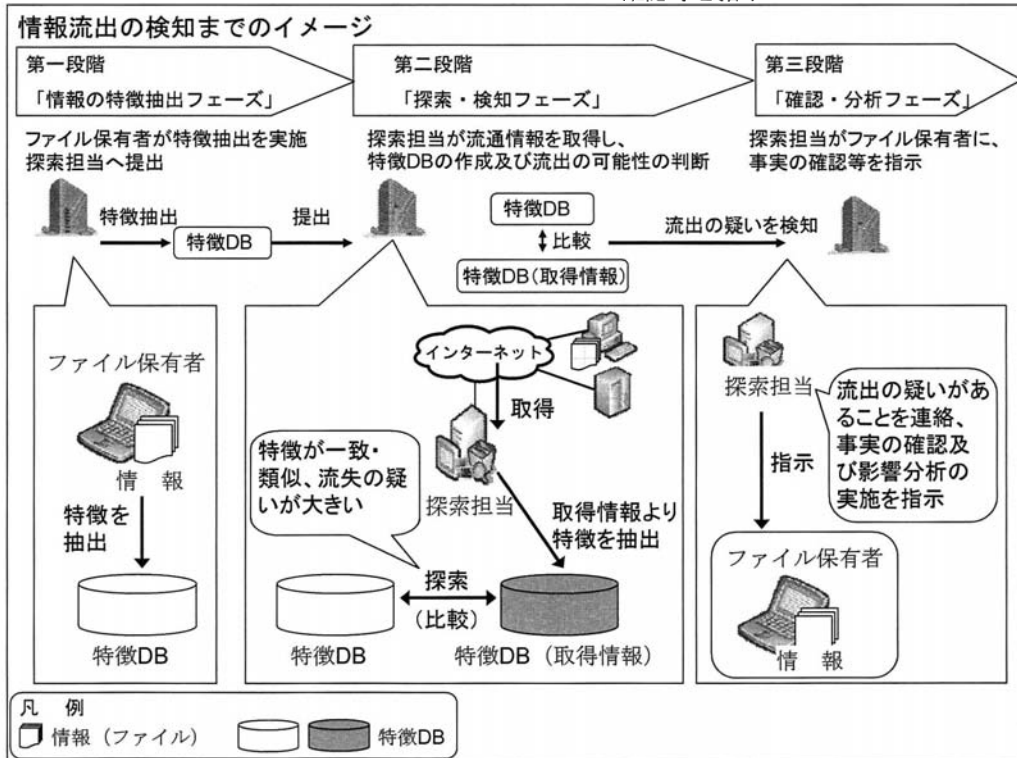 情報流出の検知までのイメージ
第一段階
「情報の特徴抽出フェーズ」
第二段階
「探索・検知フェーズ」
第三段階
「確認・分析フェーズ」
ファイル保有者が特徴抽出を実施
探索担当へ提出
探索担当が流通情報を取得し、
特徴DBの作成及び流出の可能性の判断
探索担当がファイル保有者に、
事実の確認等を指示
特徴抽出
特徴DB
提出
特徴DB
比較
特徴DB(取得情報)
流出の疑いを検知
ファイル保有者
情 報
特徴を
抽出
特徴DB
インターネット
取得
特徴が一致・
類似、流失の疑
いが大きい
探索担当
取得情報より
特徴を抽出
探索
(比較)
特徴DB
特徴DB(取得情報)
探索担当
流出の疑いがあ
ることを連絡、
事実の確認及
び影響分析の
実施を指示
指示
ファイル保有者
情 報
凡 例
情報(ファイル)
特徴DB